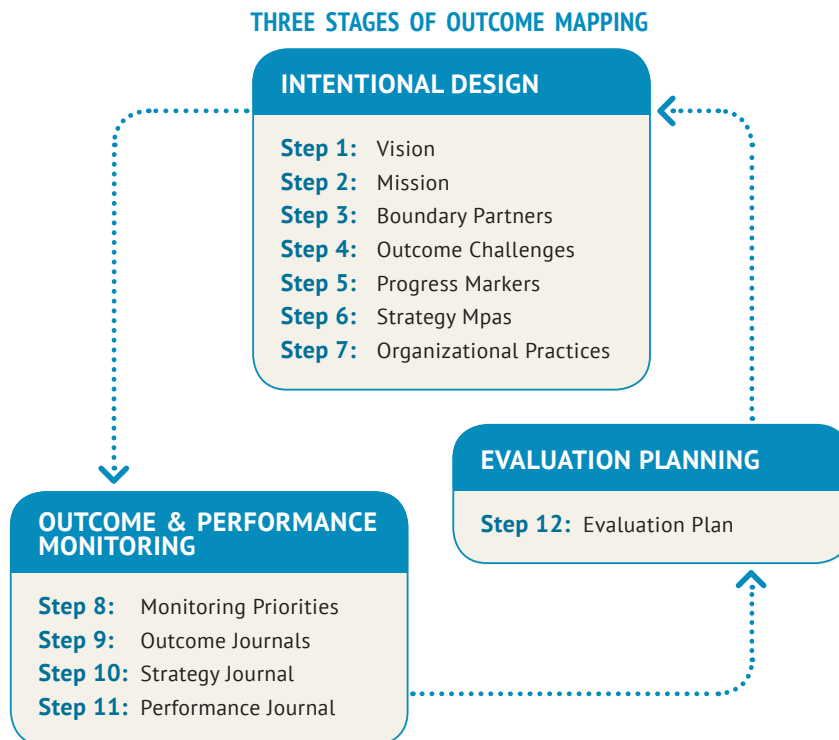 THREE STAGES OF OUTCOME MAPPING
INTENTIONAL DESIGN
Step 1: Vision
Step 2: Mission
Step 3: Boundary Partners
Step 4: Outcome Challenges
Step 5: Progress Markers
Step 6: Strategy Mpas
Step 7: Organizational Practices
OUTCOME & PERFORMANCE
MONITORING
Step 8: Monitoring Priorities
Step 9: Outcome Journals
Step 10: Strategy Journal
Step 11: Performance Journal
EVALUATION PLANNING
Step 12: Evaluation Plan